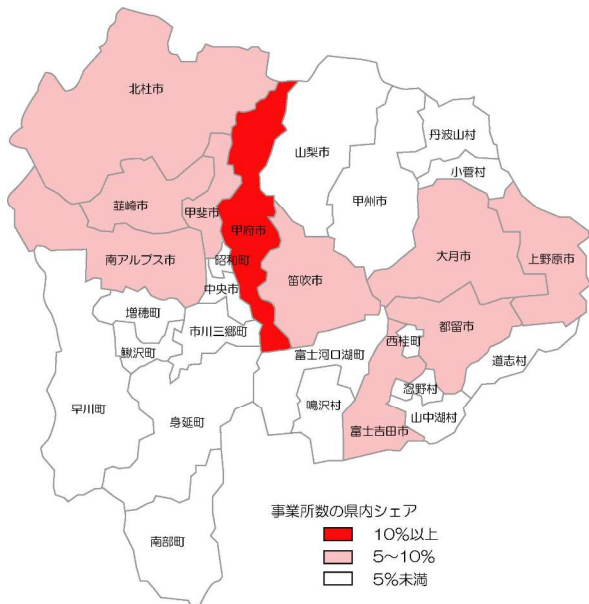 北杜市
丹波山村
山梨市
小菅村
甲州市
韮崎市
甲斐市
甲府市
大月市
上野原市
昭和町
南アルプス市
笛吹市
中央市
増穂町
市川三郷町
都留市
西桂町
鰍沢町
富士河口湖町
道志村
忍野村
早川町
鳴沢村
身延町
山中湖村
富士吉田市
南部町
事業所数の県内シェア
10%以上
5～10%
5%未満